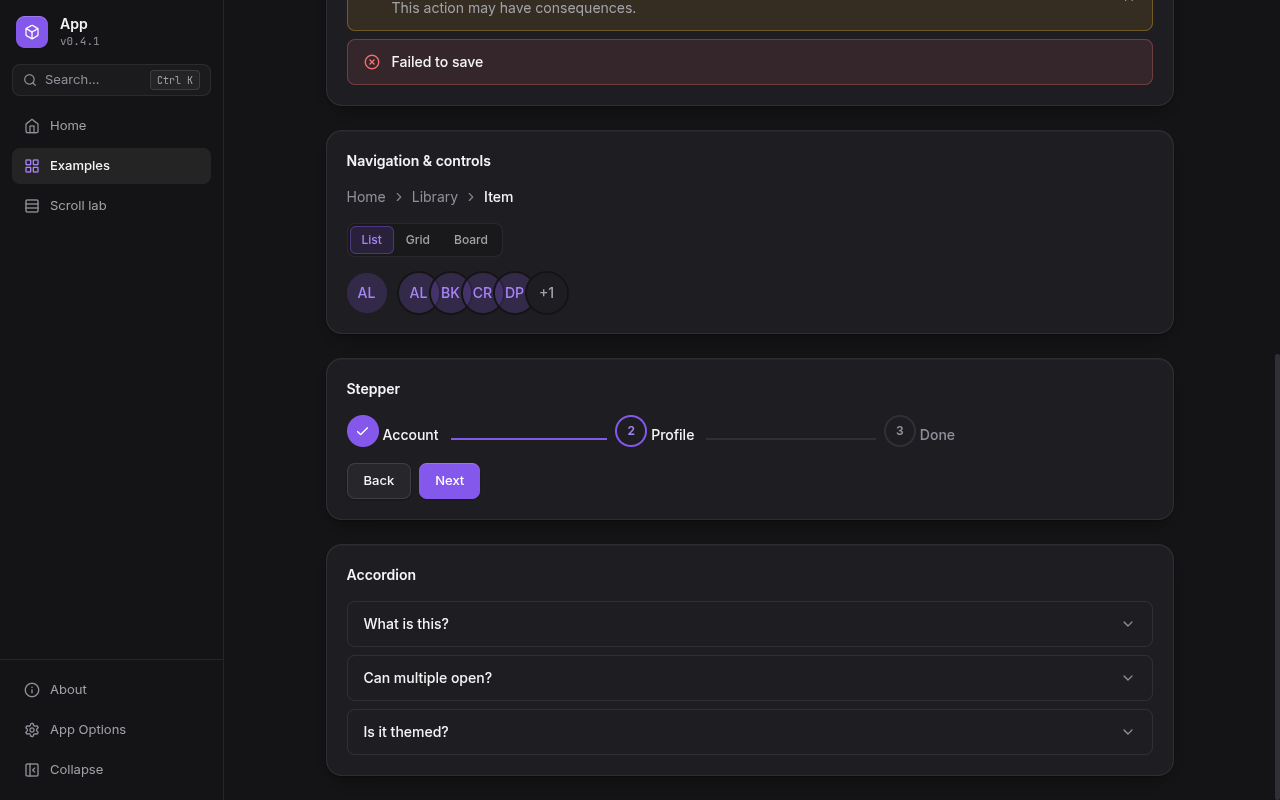 App
v0.4.1
Search...
Ctrl K
Home
Examples
Scroll lab
About
App Options
Collapse
This action may have consequences.
Failed to save
Navigation & controls
Home
Library
Item
List
Grid
Board
AL
AL
BK
CR
DP
+1
Stepper
Account
2
Profile
3
Done
Back
Next
Accordion
What is this?
Can multiple open?
Is it themed?